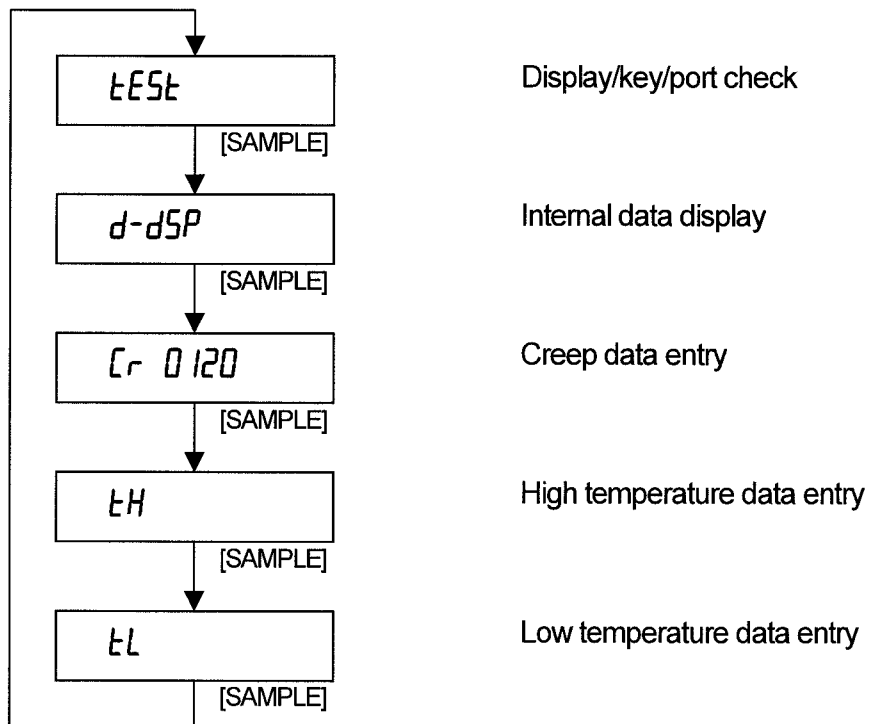 tESt
Display/key/port check
[SAMPLE]
d-dSP
Internal data display
[SAMPLE]
Cr 0120
Creep data entry
[SAMPLE]
tH
High temperature data entry
[SAMPLE]
tL
Low temperature data entry
[SAMPLE]